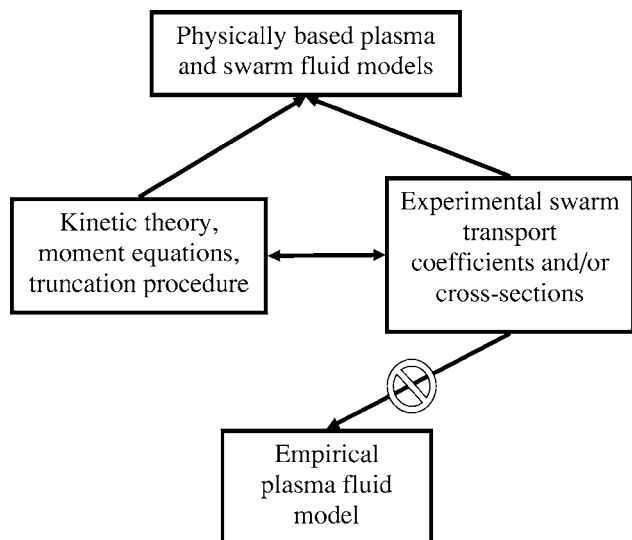 Physically based plasma
and swarm fluid models
Kinetic theory,
moment equations,
truncation procedure
Experimental swarm
transport
coefficients and/or
cross-sections
Empirical
plasma fluid
model